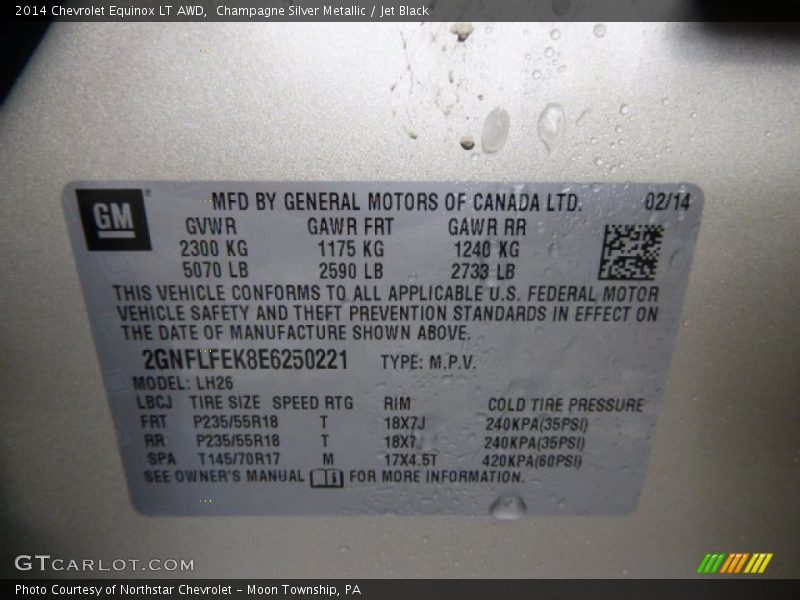 2014 Chevrolet Equinox LT AWD,  Champagne Silver Metallic / Jet Black
GM
MFD BY GENERAL MOTORS OF CANADA LTD. 02/14
GVWR GAWR FRT GAWR RR
2300 KG 1175 KG 1240 KG
5070 LB 2590 LB 2733 LB
THIS VEHICLE CONFORMS TO ALL APPLICABLE U.S. FEDERAL MOTOR
VEHICLE SAFETY AND THEFT PREVENTION STANDARDS IN EFFECT ON
THE DATE OF MANUFACTURE SHOWN ABOVE.
2GNFLFEK8E6250221 TYPE: M.P.V.
MODEL: LH26
LBCJ TIRE SIZE SPEED RTG RIM COLD TIRE PRESSURE
FRT P235/55R18 T 18X7J 240KPA(35PSI)
RR P235/55R18 T 18X7J 240KPA(35PSI)
SPA T145/70R17 M 17X4.5T 420KPA(60PSI)
SEE OWNER'S MANUAL i FOR MORE INFORMATION.
GTCARLOT.COM
Photo Courtesy of Northstar Chevrolet - Moon Township, PA